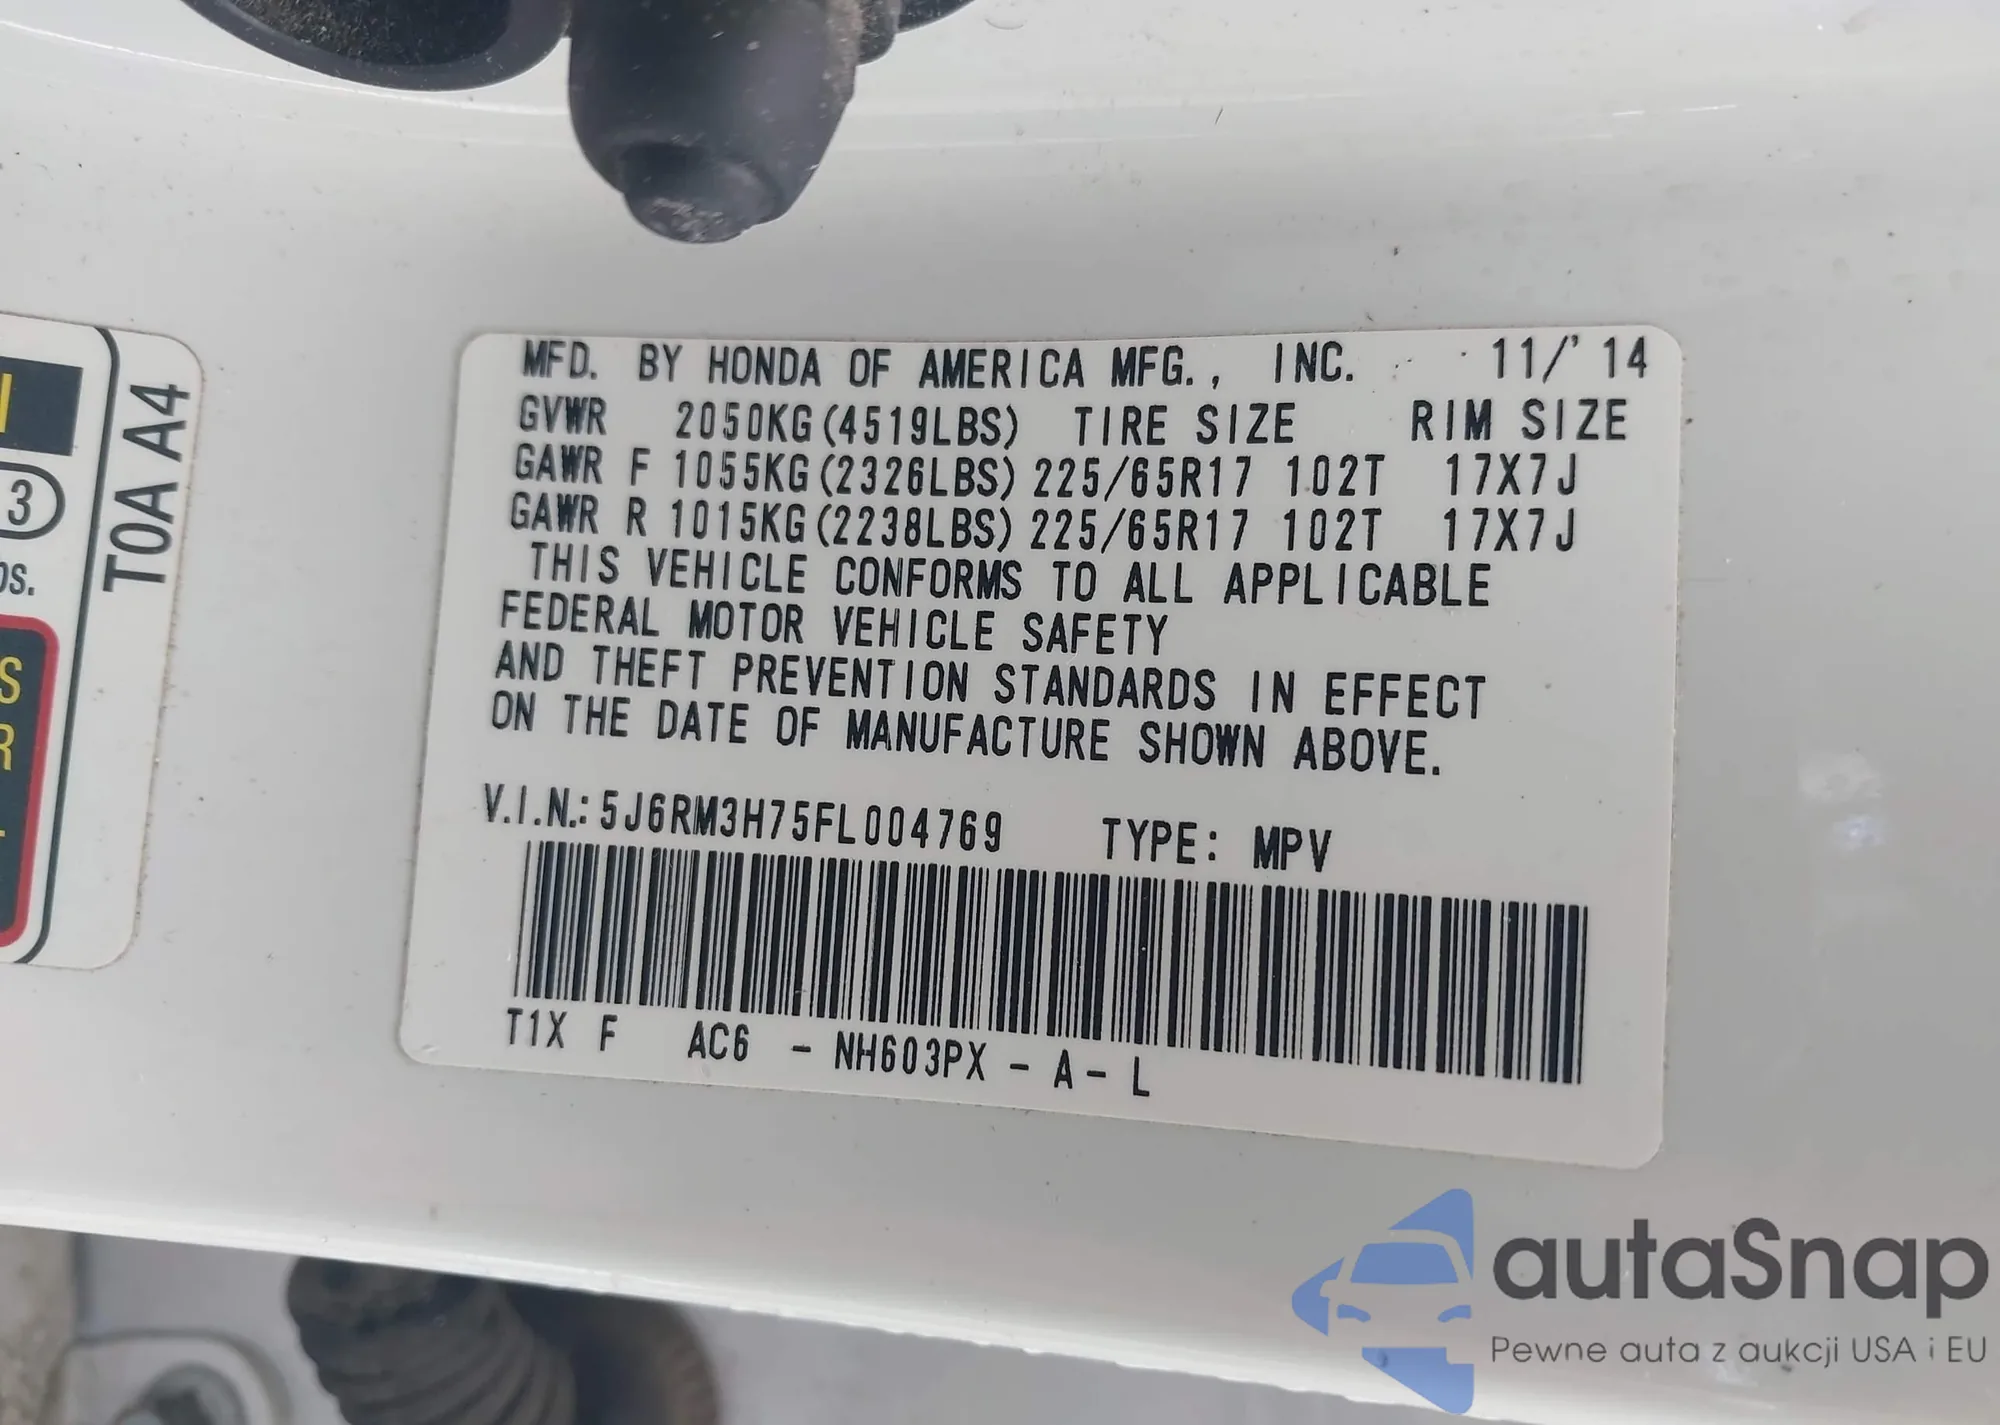 MFD. BY HONDA OF AMERICA MFG., INC. 11/'14
GVWR 2050KG(4519LBS) TIRE SIZE RIM SIZE
GAWR F 1055KG(2326LBS) 225/65R17 102T 17X7J
GAWR R 1015KG(2238LBS) 225/65R17 102T 17X7J
THIS VEHICLE CONFORMS TO ALL APPLICABLE
FEDERAL MOTOR VEHICLE SAFETY
AND THEFT PREVENTION STANDARDS IN EFFECT
ON THE DATE OF MANUFACTURE SHOWN ABOVE.
V.I.N.: 5J6RM3H75FL004769 TYPE: MPV
T1X F AC6 - NH603PX - A - L
T0A A4
3
S
R
autaSnap
Pewne auta z aukcji USA i EU